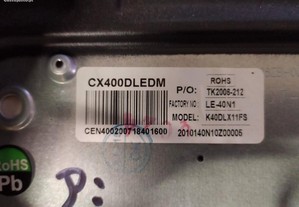 CX400DLEDM
ROHS
P/O: TK2006-212
FACTORY NO: LE-40N1
MODEL: K40DLX11FS
CEN400200718401600
2010140N10Z00005
RoHS
Pb